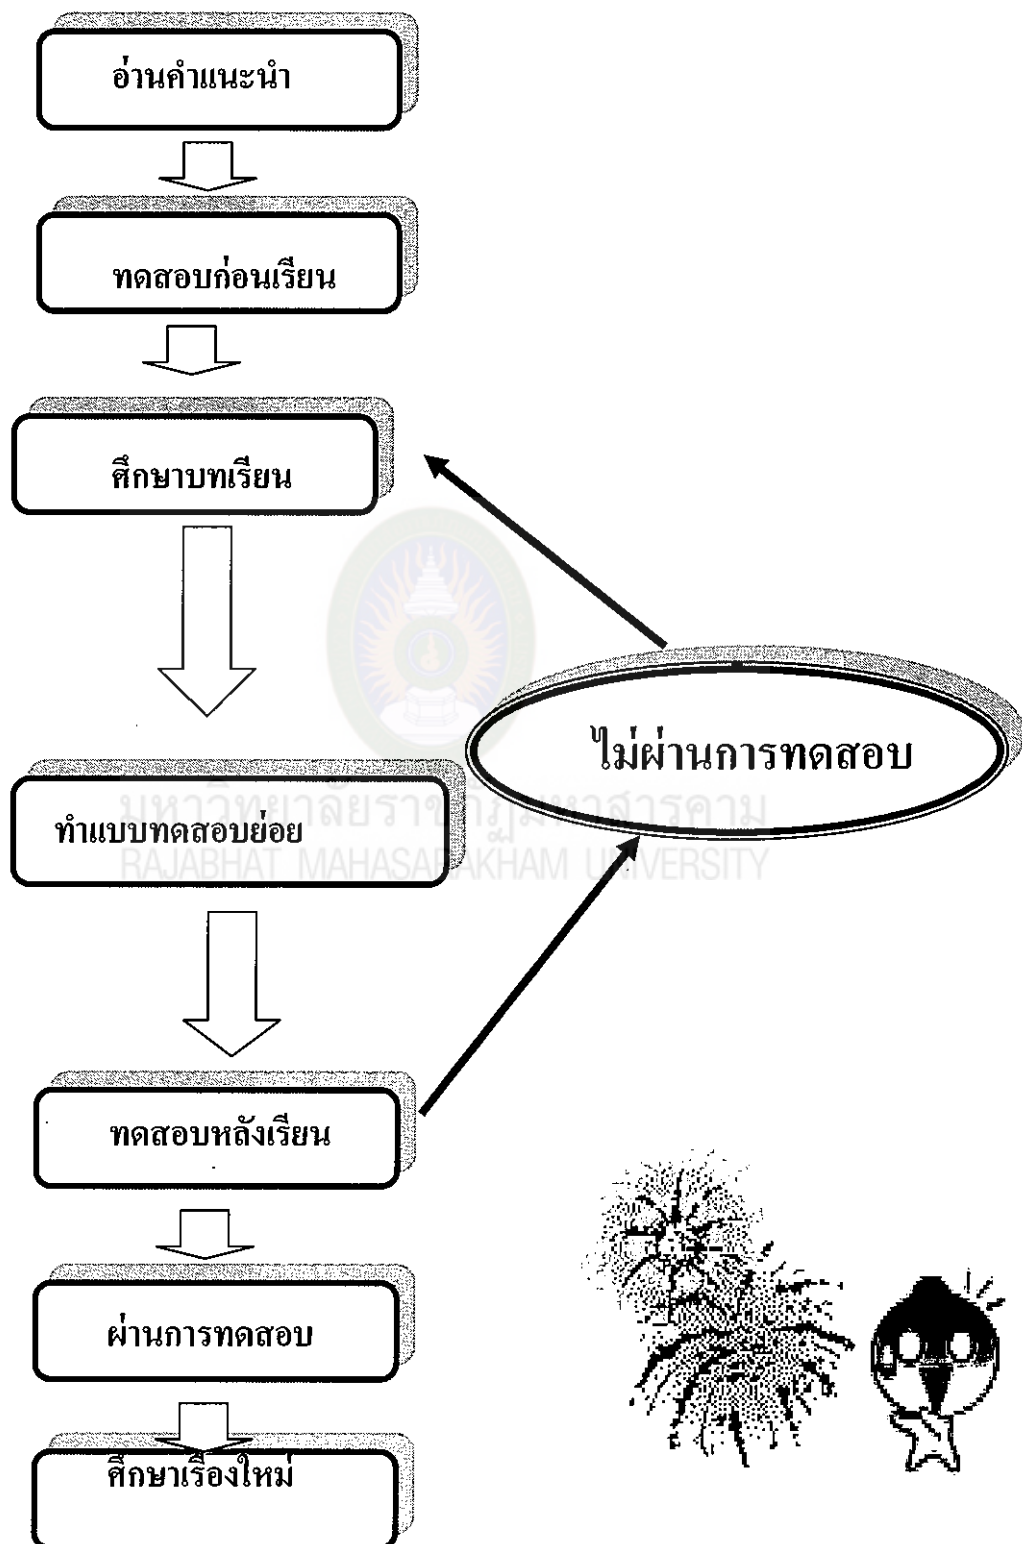 อ่านคำแนะนำ
ทดสอบก่อนเรียน
ศึกษาบทเรียน
ไม่ผ่านการทดสอบ
มหาวิทยาลัยราชภัฏมหาสารคาม
ทำแบบทดสอบย่อย
RAJABHAT MAHASARAKHAM UNIVERSITY
ทดสอบหลังเรียน
ผ่านการทดสอบ
ศึกษาเรื่องใหม่